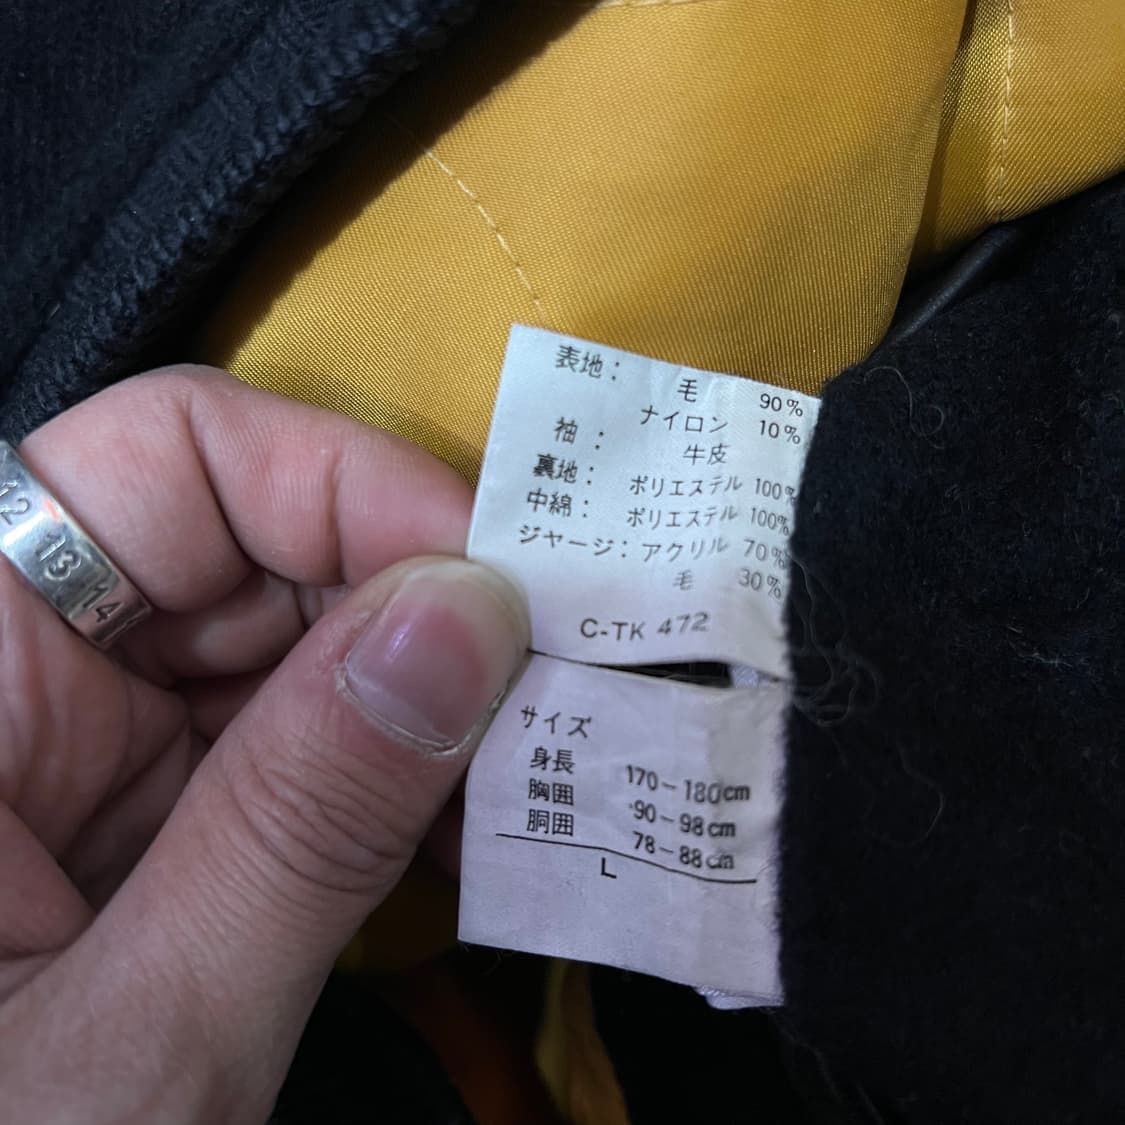 表地：
毛 90%
ナイロン 10%
袖： 牛皮
裏地： ポリエステル 100%
中綿： ポリエステル 100%
ジャージ： アクリル 70%
毛 30%
C-TK 472
サイズ
身長 170-180cm
胸囲 90-98cm
胴囲 78-88cm
L
12 13 14